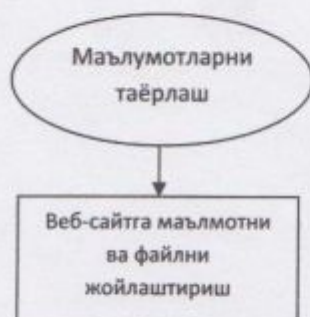 Маълумотларни
таёрлаш
Веб-сайтга маълмотни
ва файлни
жойлаштириш